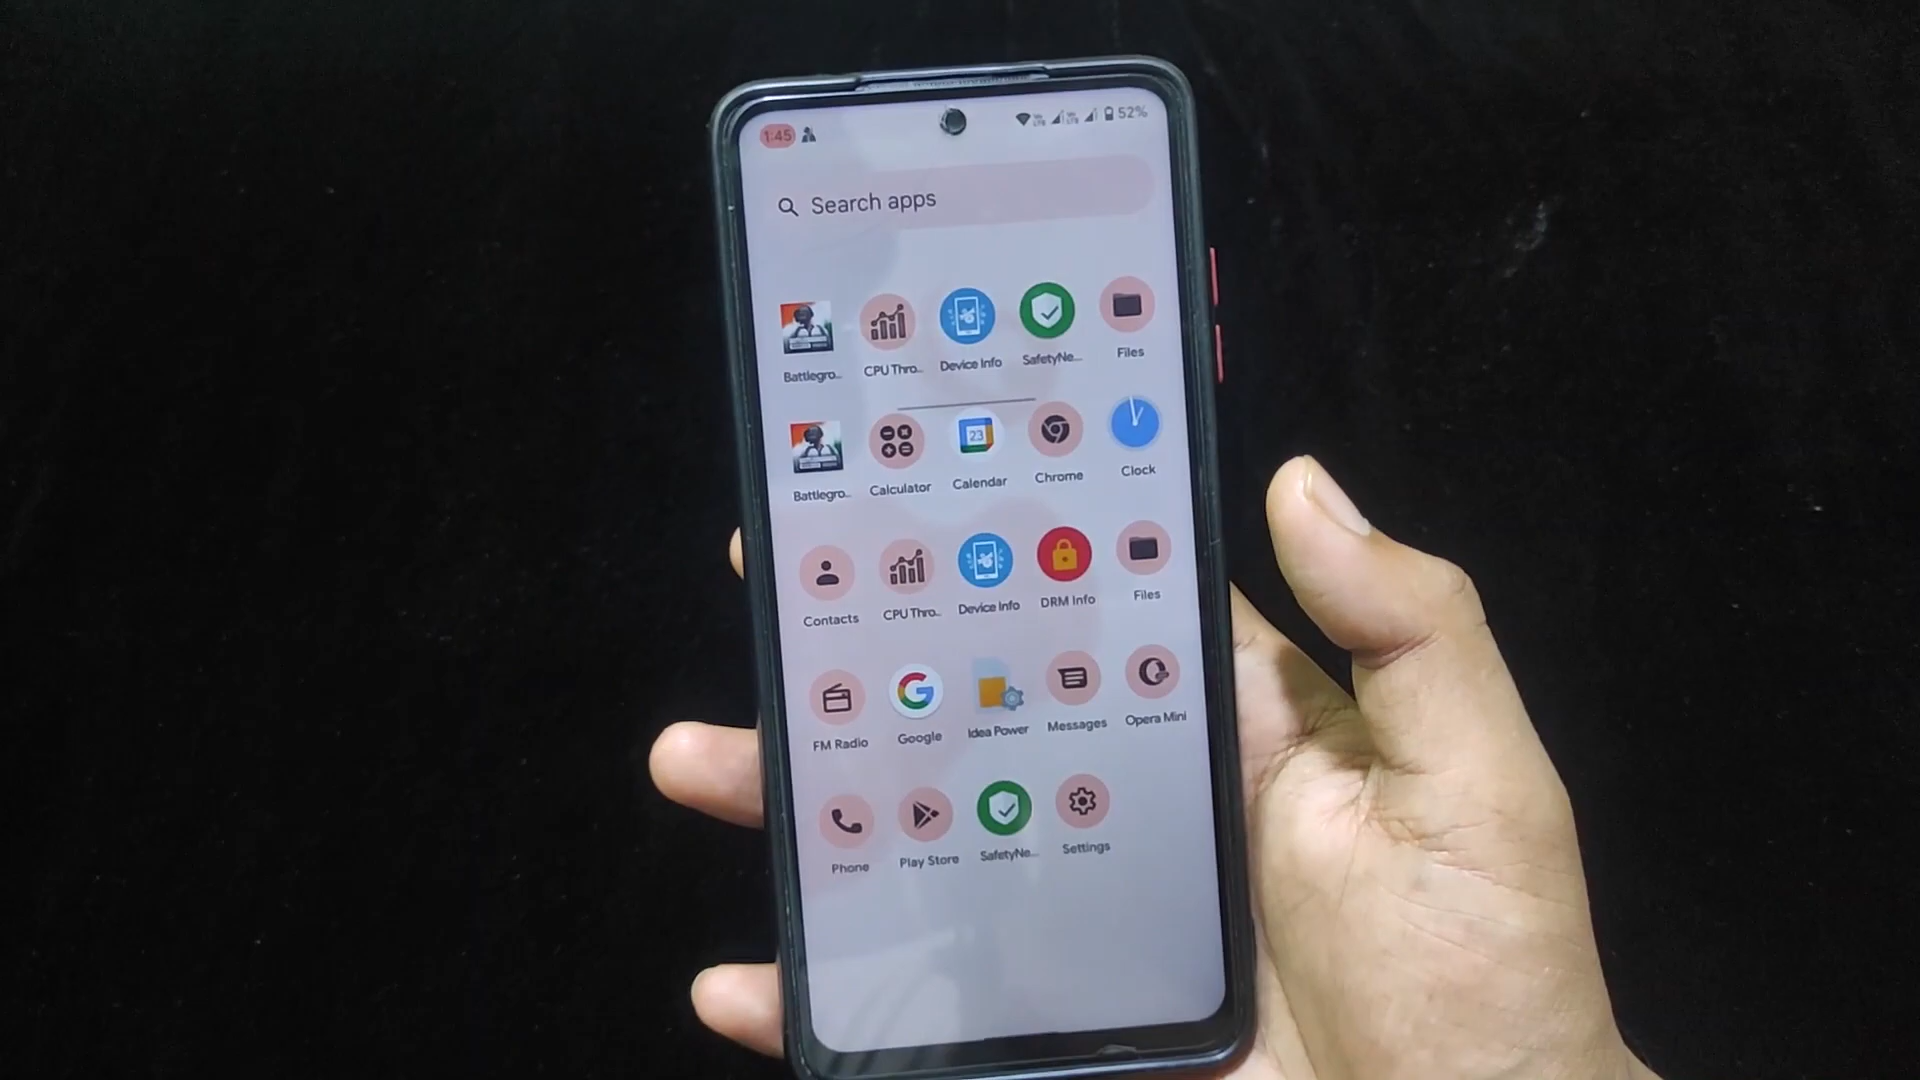 1:45 52%
Search apps
Battlegro.. CPU Thro.. Device Info SafetyNe... Files
Battlegro.. Calculator Calendar Chrome Clock
23
Contacts CPU Thro.. Device Info DRM Info Files
FM Radio Google Idea Power Messages Opera Mini
Phone Play Store SafetyNe... Settings